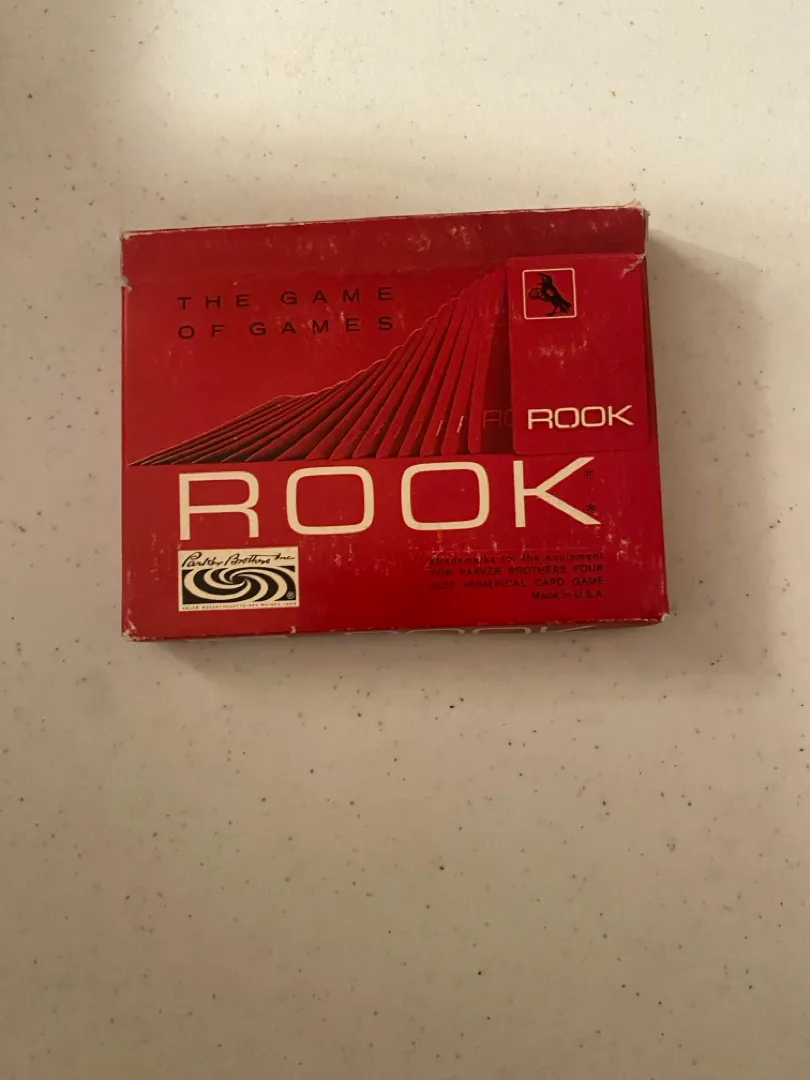 THE GAME
OF GAMES
ROOK
ROOK®
*
Parker Brothers Inc
®
*trademarks for the equipment
FOR PARKER BROTHERS FOUR
SUIT NUMERICAL CARD GAME
Made in U.S.A.
ROOK